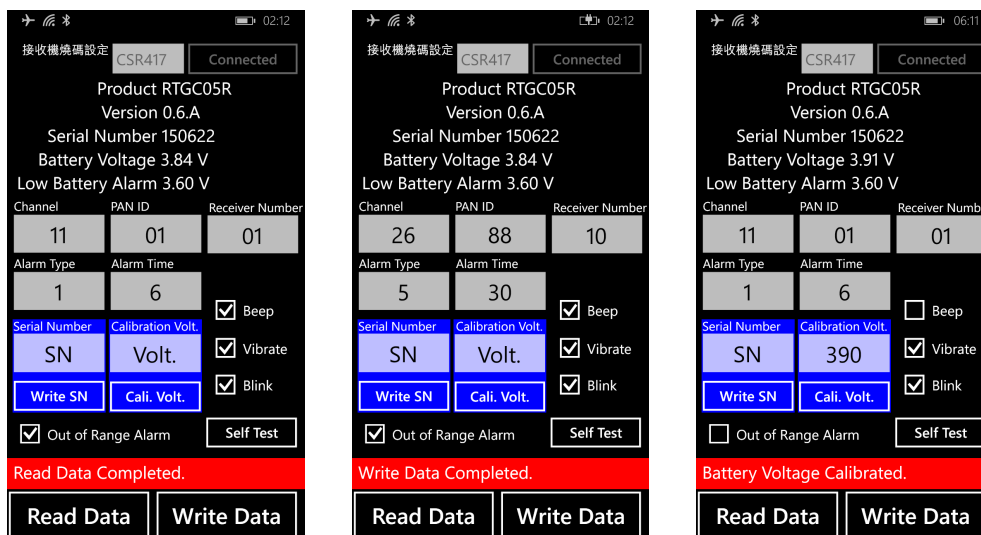 02:12
接收機燒碼設定 CSR417 Connected
Product RTGC05R
Version 0.6.A
Serial Number 150622
Battery Voltage 3.84 V
Low Battery Alarm 3.60 V
Channel PAN ID Receiver Number
11 01 01
Alarm Type Alarm Time
1 6
Beep
Serial Number Calibration Volt.
SN Volt.
Vibrate
Write SN Cali. Volt.
Blink
Out of Range Alarm Self Test
Read Data Completed.
Read Data Write Data
02:12
接收機燒碼設定 CSR417 Connected
Product RTGC05R
Version 0.6.A
Serial Number 150622
Battery Voltage 3.84 V
Low Battery Alarm 3.60 V
Channel PAN ID Receiver Number
26 88 10
Alarm Type Alarm Time
5 30
Beep
Serial Number Calibration Volt.
SN Volt.
Vibrate
Write SN Cali. Volt.
Blink
Out of Range Alarm Self Test
Write Data Completed.
Read Data Write Data
06:11
接收機燒碼設定 CSR417 Connected
Product RTGC05R
Version 0.6.A
Serial Number 150622
Battery Voltage 3.91 V
Low Battery Alarm 3.60 V
Channel PAN ID Receiver Numb
11 01 01
Alarm Type Alarm Time
1 6
Beep
Serial Number Calibration Volt.
SN 390
Vibrate
Write SN Cali. Volt.
Blink
Out of Range Alarm Self Test
Battery Voltage Calibrated.
Read Data Write Data